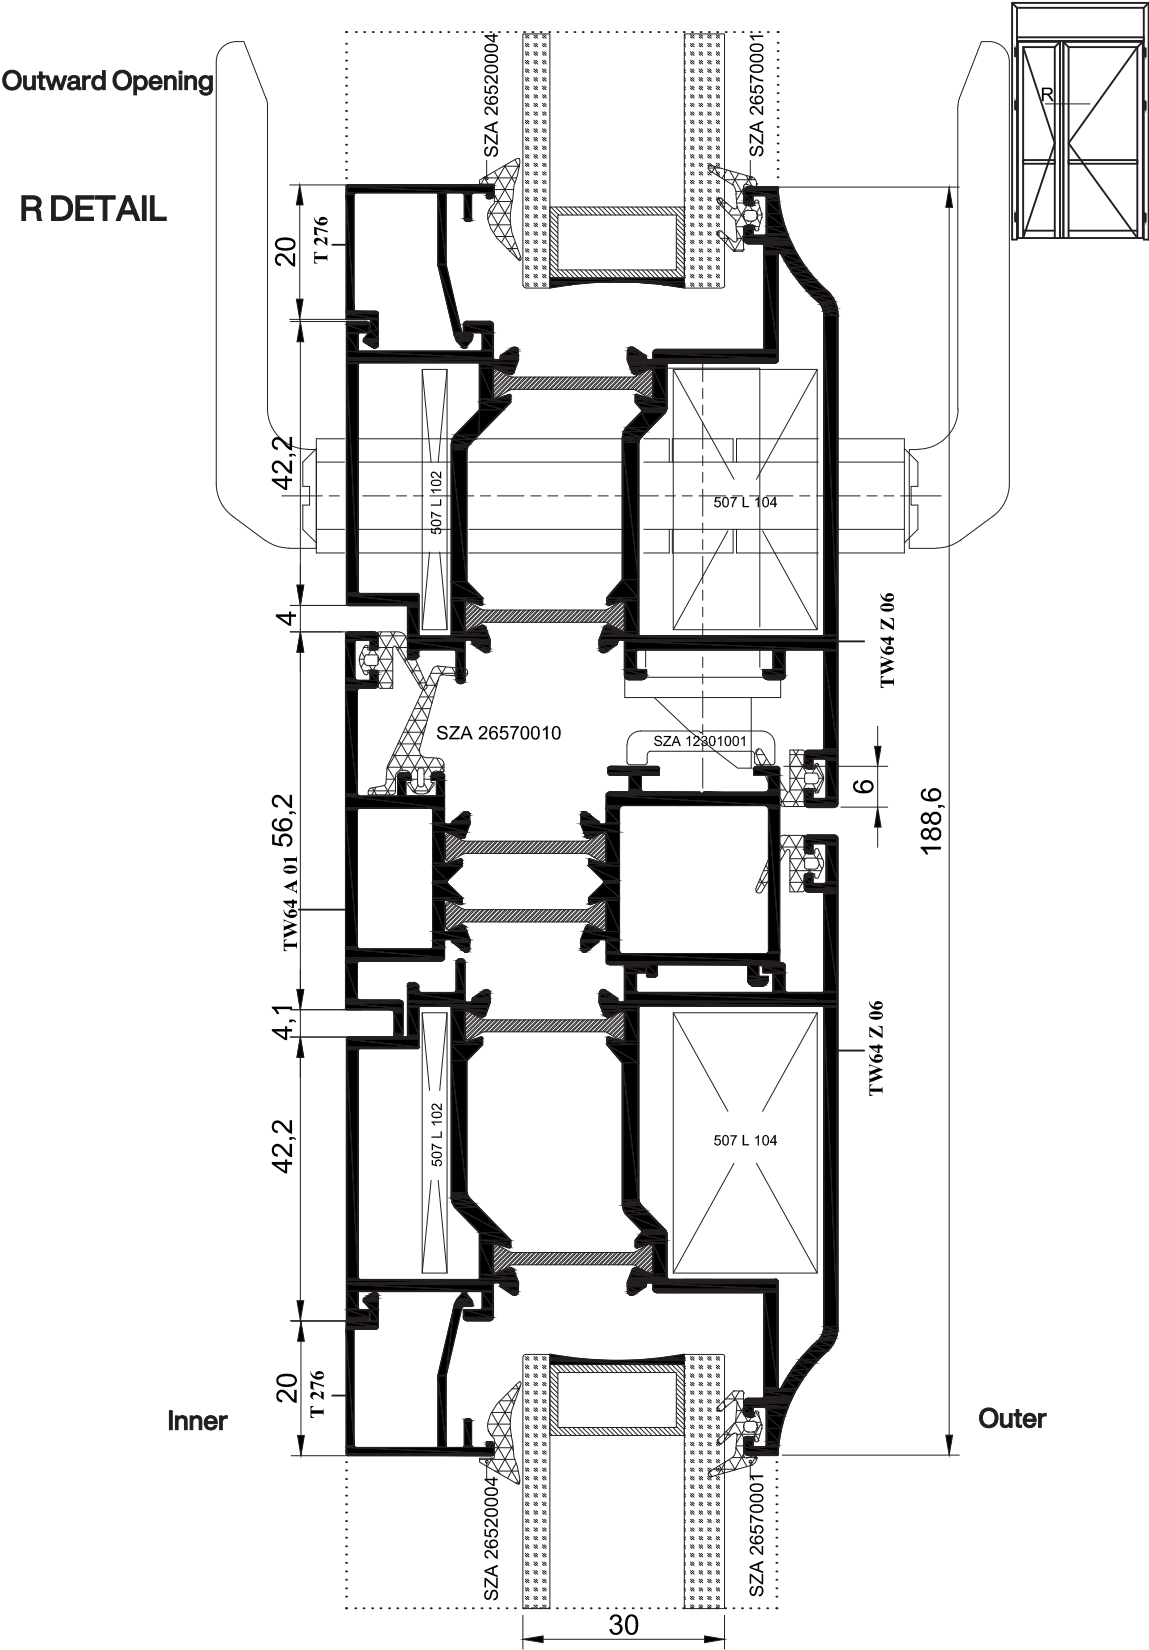 Outward Opening
R DETAIL
R
SZA 26520004
SZA 26570001
20
T 276
42,2
507 L 102
507 L 104
4
TW64 Z 06
SZA 26570010
SZA 12301001
6
188,6
56,2
TW64 A 01
4,1
TW64 Z 06
42,2
507 L 102
507 L 104
20
T 276
Inner
Outer
SZA 26520004
SZA 26570001
30